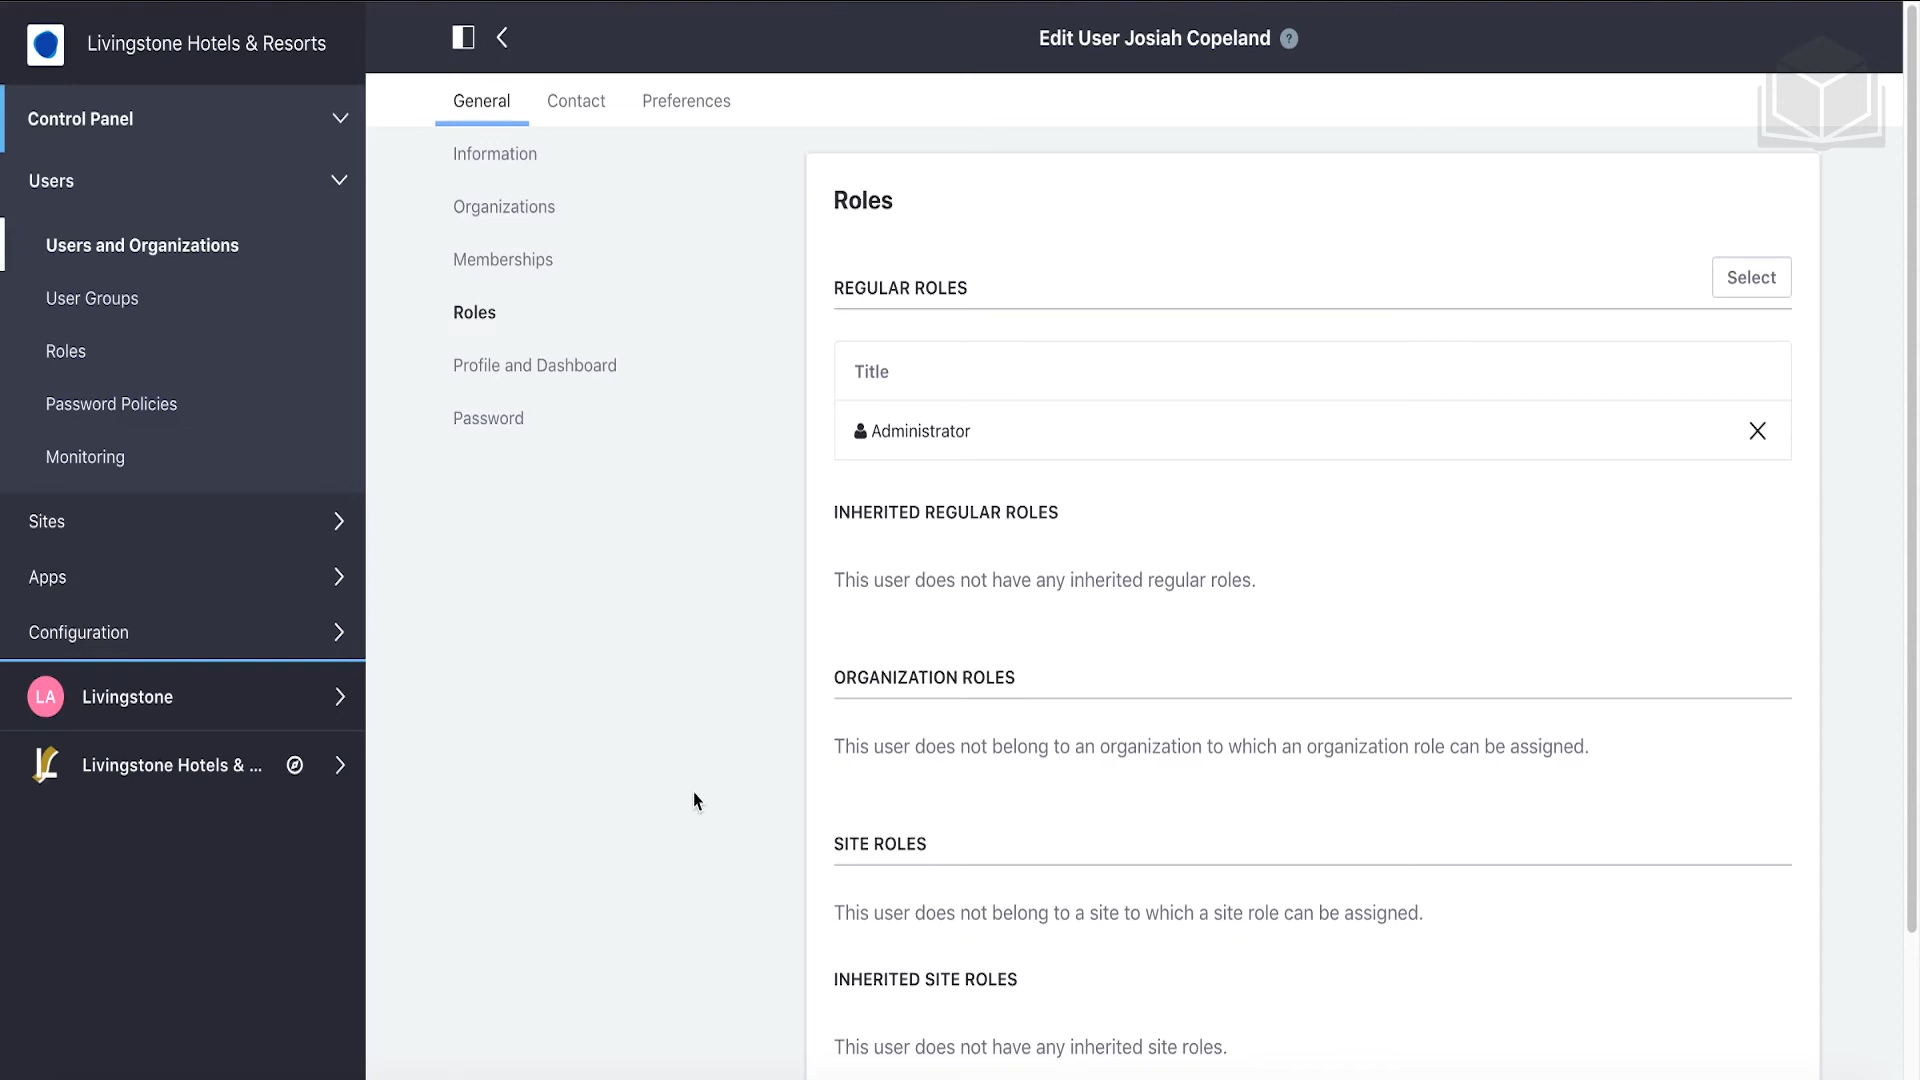 Livingstone Hotels & Resorts
Control Panel
Users
Users and Organizations
User Groups
Roles
Password Policies
Monitoring
Sites
Apps
Configuration
LA Livingstone
Livingstone Hotels & ...
Edit User Josiah Copeland ?
General Contact Preferences
Information
Organizations
Memberships
Roles
Profile and Dashboard
Password
Roles
REGULAR ROLES Select
Title
Administrator
INHERITED REGULAR ROLES
This user does not have any inherited regular roles.
ORGANIZATION ROLES
This user does not belong to an organization to which an organization role can be assigned.
SITE ROLES
This user does not belong to a site to which a site role can be assigned.
INHERITED SITE ROLES
This user does not have any inherited site roles.